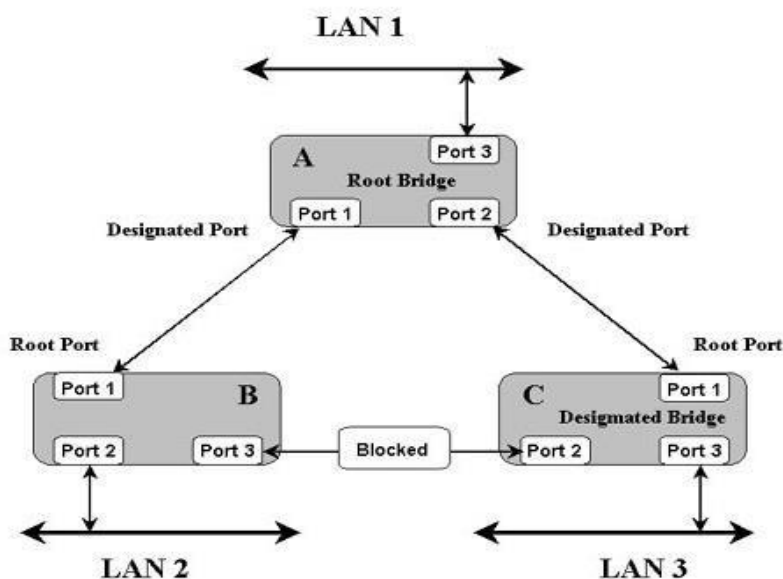 LAN 1
Port 3
A
Root Bridge
Port 1
Port 2
Designated Port
Designated Port
Root Port
Root Port
Port 1
B
C
Port 1
Desigmated Bridge
Port 2
Port 3
Blocked
Port 2
Port 3
LAN 2
LAN 3